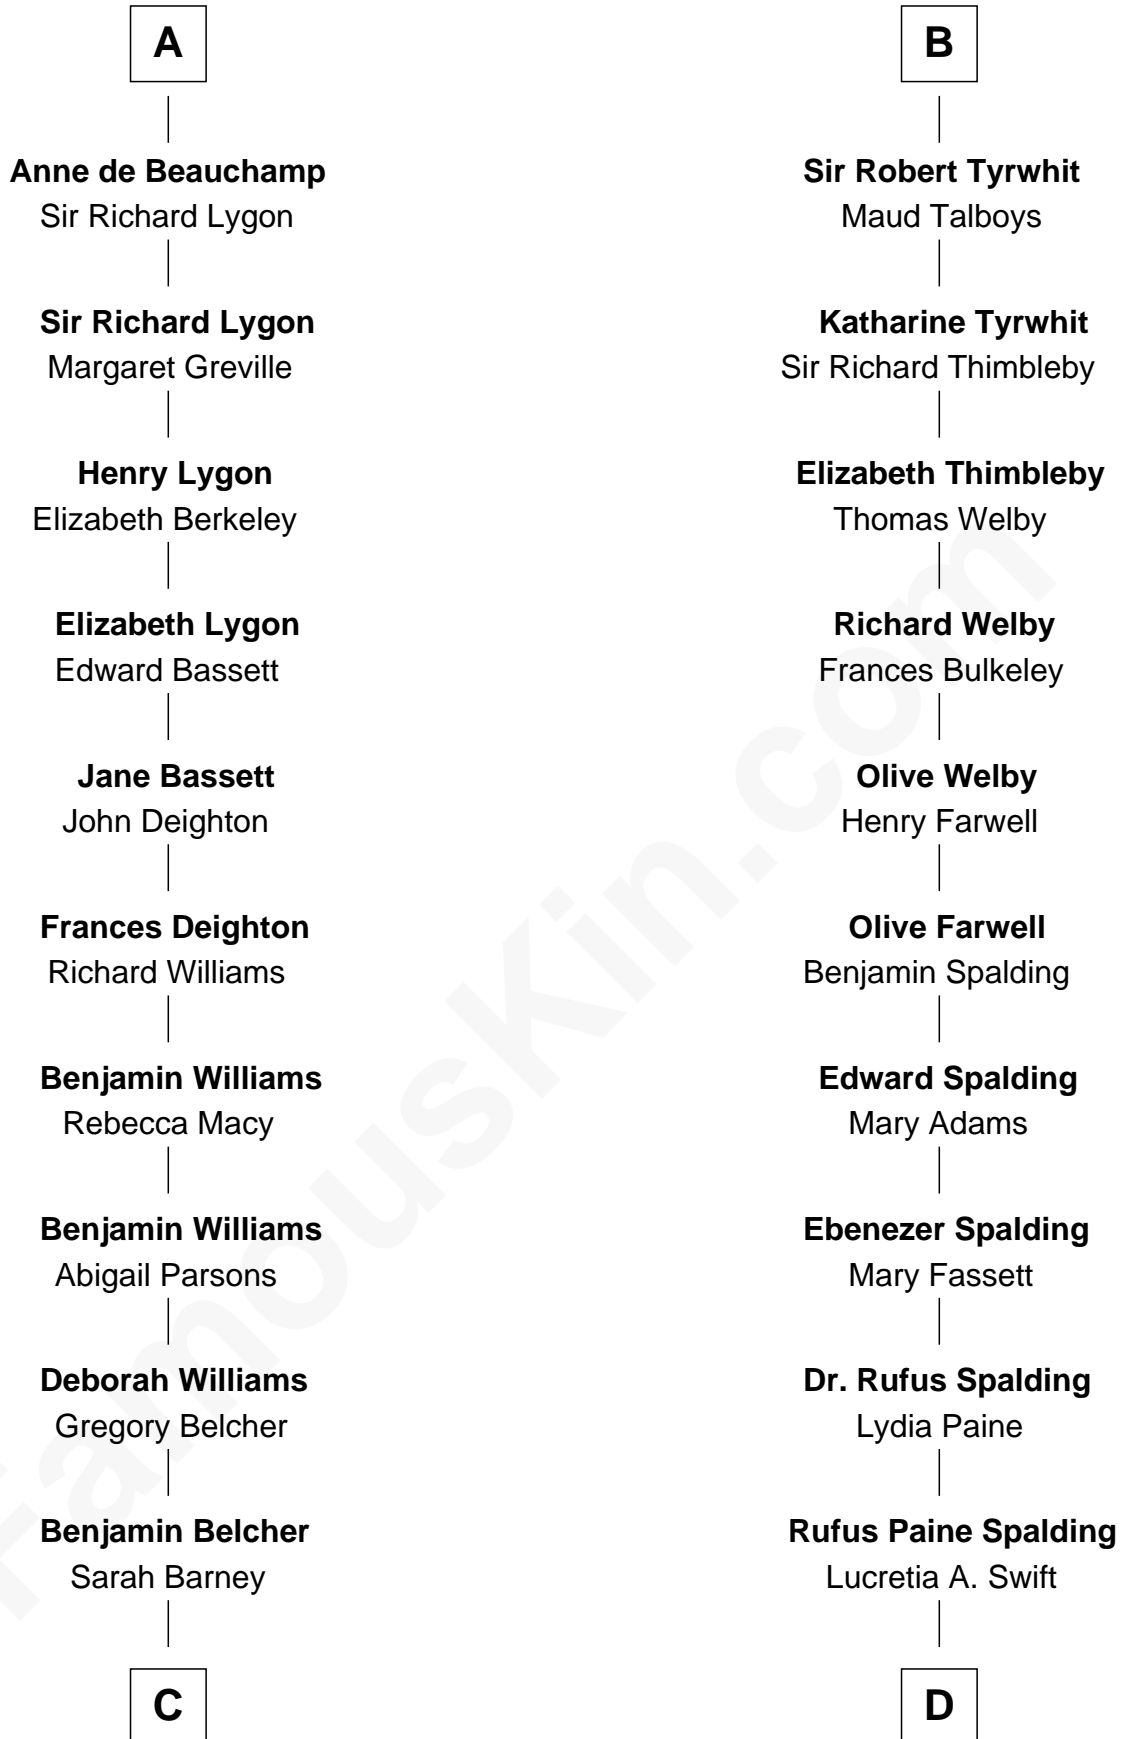 A
Anne de Beauchamp
Sir Richard Lygon
Sir Richard Lygon
Margaret Greville
Henry Lygon
Elizabeth Berkeley
Elizabeth Lygon
Edward Bassett
Jane Bassett
John Deighton
Frances Deighton
Richard Williams
Benjamin Williams
Rebecca Macy
Benjamin Williams
Abigail Parsons
Deborah Williams
Gregory Belcher
Benjamin Belcher
Sarah Barney
C
B
Sir Robert Tyrwhit
Maud Talboys
Katharine Tyrwhit
Sir Richard Thimbleby
Elizabeth Thimbleby
Thomas Welby
Richard Welby
Frances Bulkeley
Olive Welby
Henry Farwell
Olive Farwell
Benjamin Spalding
Edward Spalding
Mary Adams
Ebenezer Spalding
Mary Fassett
Dr. Rufus Spalding
Lydia Paine
Rufus Paine Spalding
Lucretia A. Swift
D
FamousKin.com